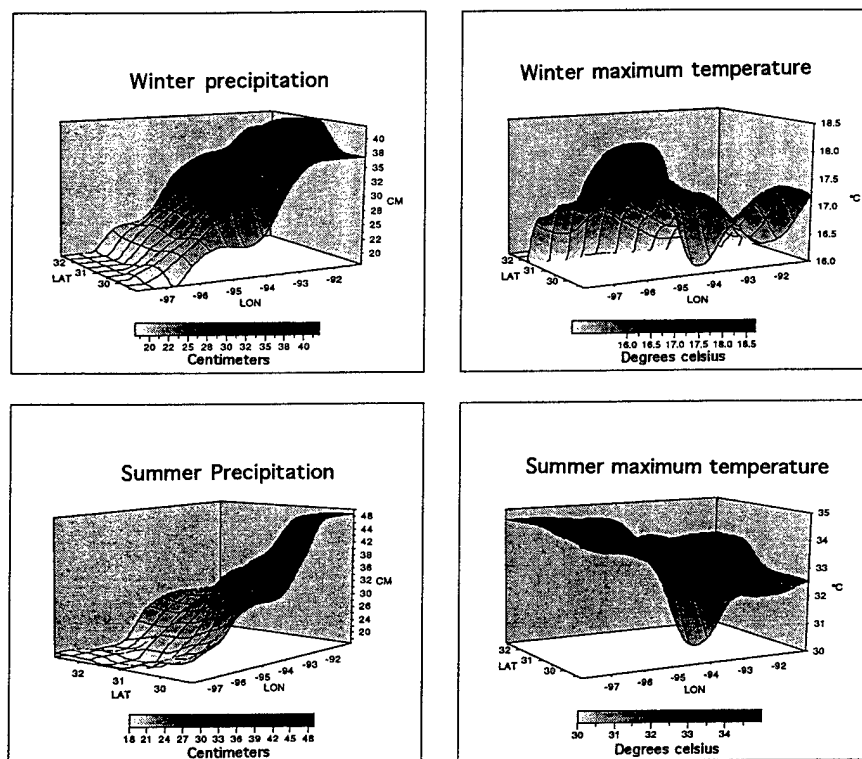 Winter precipitation
40
38
35
32
30
28
25
22
20
CM
32
31
30
LAT
-97
-96
-95
-94
-93
-92
LON
20 22 25 28 30 32 35 38 40
Centimeters
Winter maximum temperature
18.5
18.0
17.5
17.0
16.5
16.0
°C
32
31
30
LAT
-97
-96
-95
-94
-93
-92
LON
16.0 16.5 17.0 17.5 18.0 18.5
Degrees celsius
Summer Precipitation
48
44
42
38
36
32
30
26
24
20
CM
32
31
30
LAT
-97
-96
-95
-94
-93
-92
LON
18 21 24 27 30 33 36 39 42 45 48
Centimeters
Summer maximum temperature
35
34
33
32
31
30
°C
32
31
30
LAT
-97
-96
-95
-94
-93
-92
LON
30 31 32 33 34
Degrees celsius